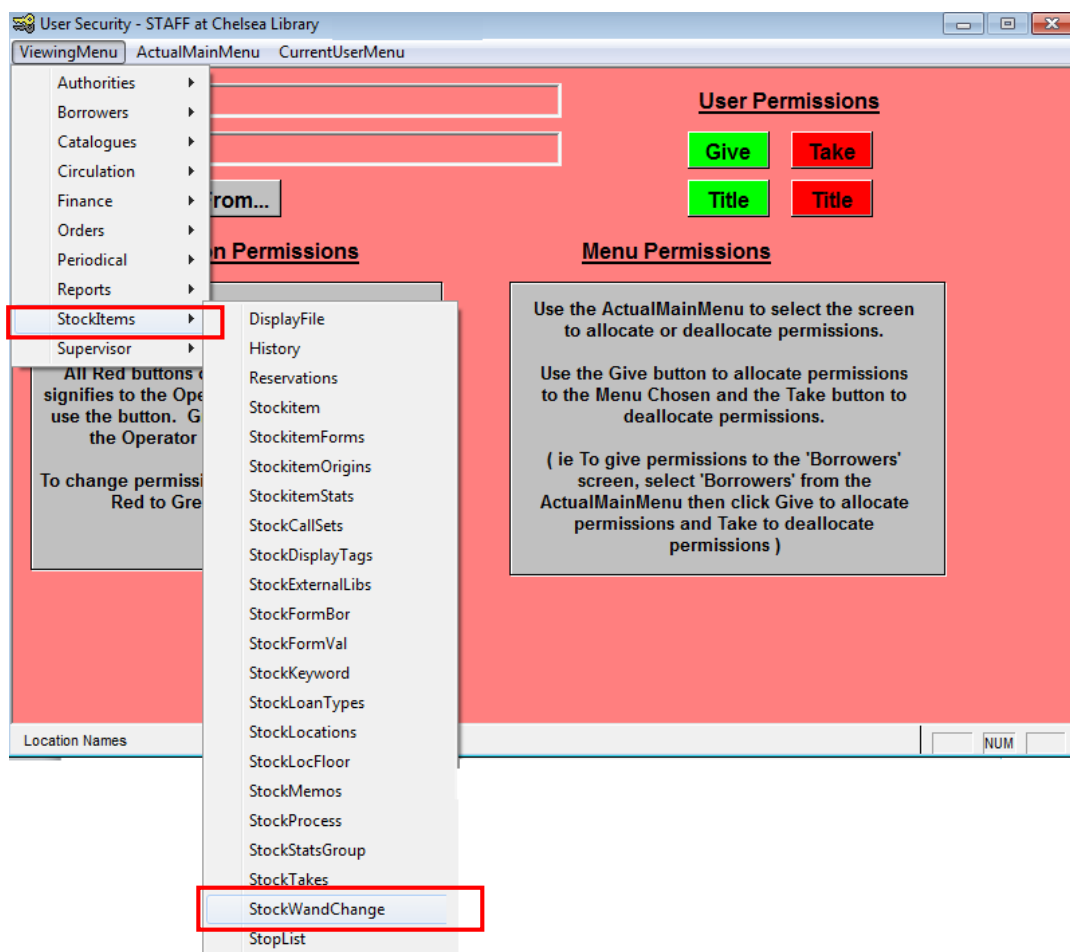 User Security - STAFF at Chelsea Library
ViewingMenu ActualMainMenu CurrentUserMenu
Authorities
Borrowers
Catalogues
Circulation
Finance
Orders
Periodical
Reports
StockItems
Supervisor
DisplayFile
History
Reservations
Stockitem
StockitemForms
StockitemOrigins
StockitemStats
StockCallSets
StockDisplayTags
StockExternalLibs
StockFormBor
StockFormVal
StockKeyword
StockLoanTypes
StockLocations
StockLocFloor
StockMemos
StockProcess
StockStatsGroup
StockTakes
StockWandChange
StopList
User Permissions
Give Take
Title Title
From...
n Permissions
All Red buttons
signifies to the Ope
use the button. G
the Operator
To change permissi
Red to Gre
Menu Permissions
Use the ActualMainMenu to select the screen
to allocate or deallocate permissions.
Use the Give button to allocate permissions
to the Menu Chosen and the Take button to
deallocate permissions.
( ie To give permissions to the 'Borrowers'
screen, select 'Borrowers' from the
ActualMainMenu then click Give to allocate
permissions and Take to deallocate
permissions )
Location Names
NUM